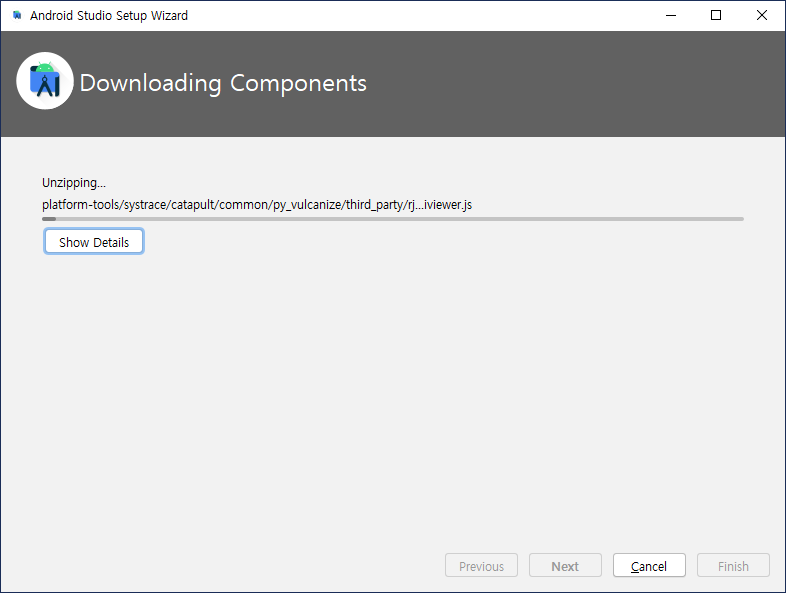 Android Studio Setup Wizard
Downloading Components
Unzipping...
platform-tools/systrace/catapult/common/py_vulcanize/third_party/rj...iviewer.js
Show Details
Previous
Next
Cancel
Finish